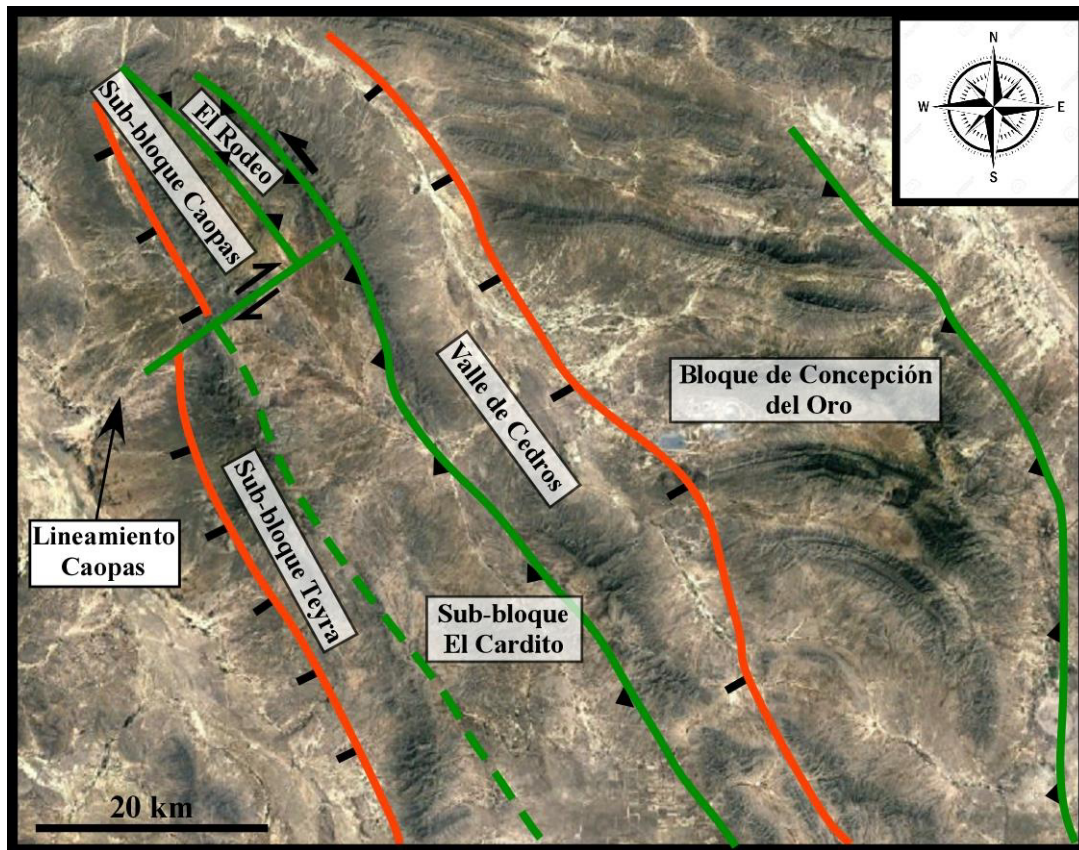 N
W
E
S
Sub-bloque Caopas
El Rodeo
Valle de Cedros
Bloque de Concepción
del Oro
Lineamiento
Caopas
Sub-bloque Teyra
Sub-bloque
El Cardito
20 km